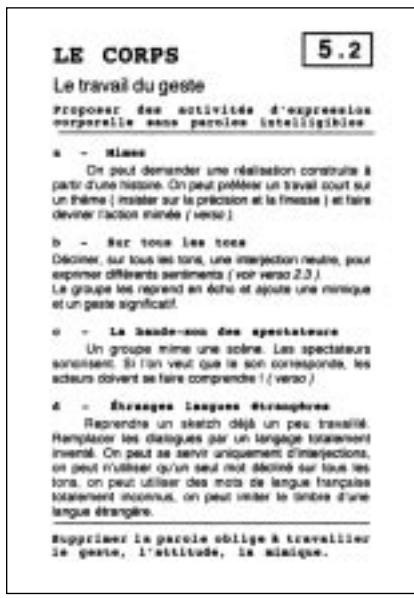 LE CORPS
5.2
Le travail du geste
Proposer des activités d'expression
corporelle sans paroles intelligibles
a - Mimes
On peut demander une réalisation construite à
partir d'une histoire. On peut préférer un travail court sur
un thème ( insister sur la précision et la finesse ) et faire
deviner l'action mimée ( verso )
b - Sur tous les tons
Décliner, sur tous les tons, une interjection neutre, pour
exprimer différents sentiments ( voir verso 2.3 )
Le groupe les reprend en écho et ajoute une mimique
et un geste significatif.
c - La bande-son des spectateurs
Un groupe mime une scène. Les spectateurs
sonorisent. Si l'on veut que le son corresponde, les
acteurs doivent se faire comprendre ! ( verso )
d - Étranges langues étrangères
Reprendre un sketch déjà un peu travaillé.
Remplacer les dialogues par un langage totalement
inventé. On peut se servir uniquement d'interjections,
on peut n'utiliser qu'un seul mot décliné sur tous les
tons, on peut utiliser des mots de langue française
totalement inconnus, on peut imiter le timbre d'une
langue étrangère.
Supprimer la parole oblige à travailler
le geste, l'attitude, la mimique.